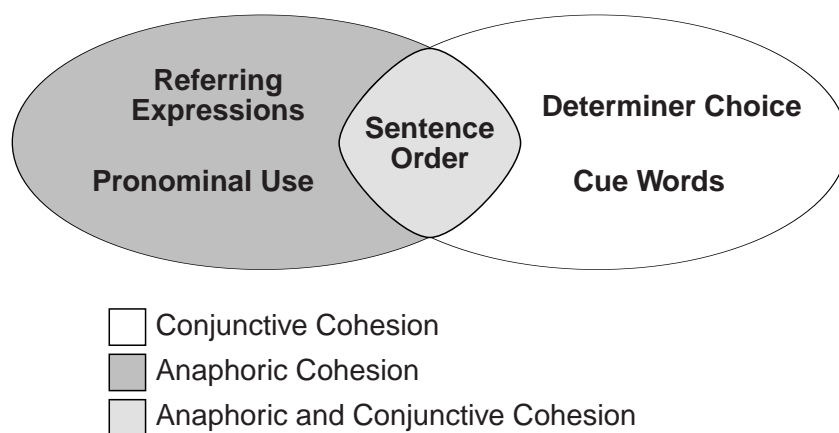 Referring
Expressions
Pronominal Use
Sentence
Order
Determiner Choice
Cue Words
Conjunctive Cohesion
Anaphoric Cohesion
Anaphoric and Conjunctive Cohesion